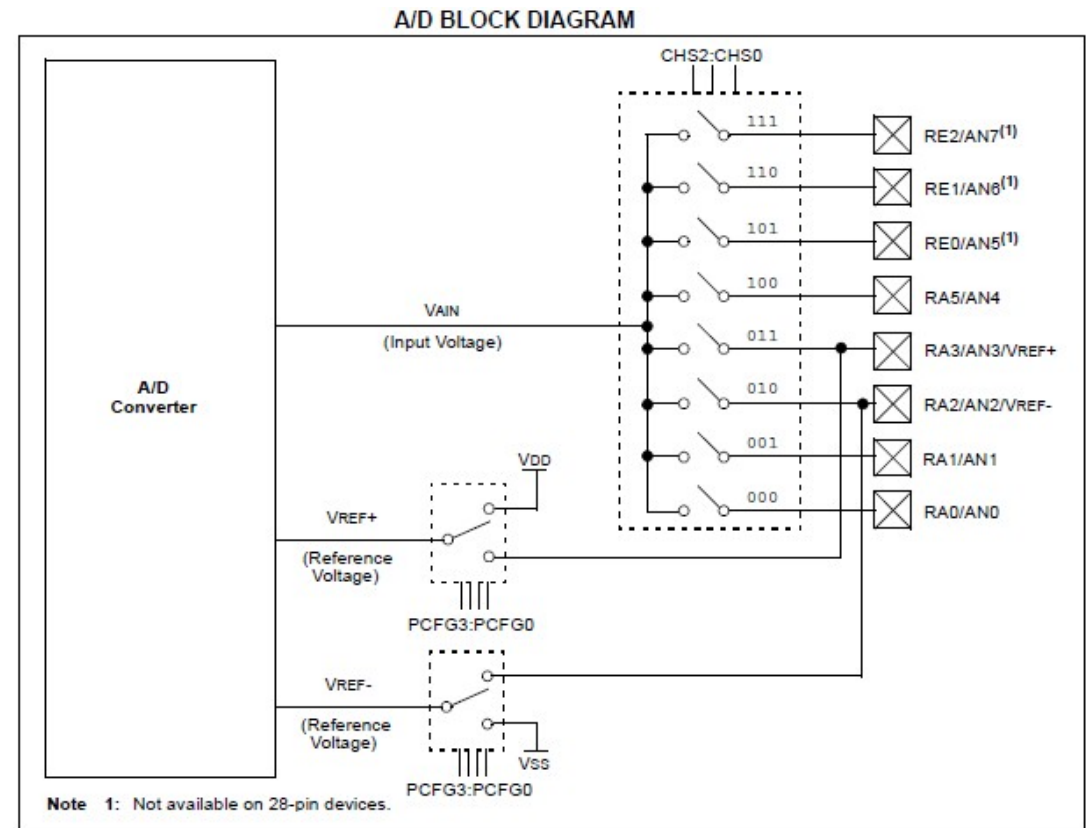 A/D BLOCK DIAGRAM
CHS2:CHS0
111
RE2/AN7(1)
110
RE1/AN6(1)
101
RE0/AN5(1)
100
RA5/AN4
VAIN
(Input Voltage)
011
RA3/AN3/VREF+
A/D
Converter
010
RA2/AN2/VREF-
001
RA1/AN1
VDD
000
RA0/AN0
VREF+
(Reference
Voltage)
PCFG3:PCFG0
VREF-
(Reference
Voltage)
VSS
PCFG3:PCFG0
Note 1: Not available on 28-pin devices.